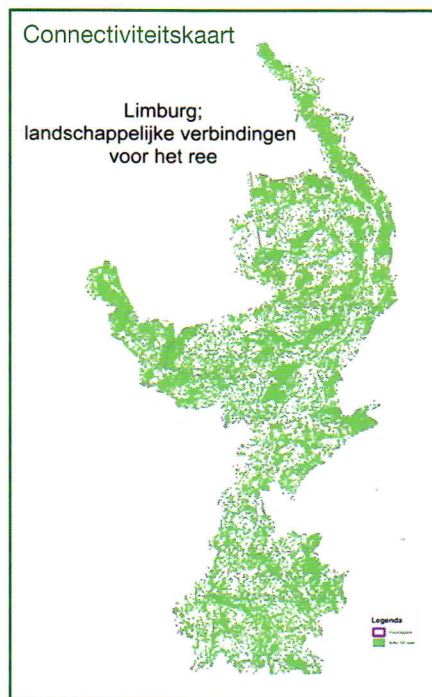 Connectiviteitskaart
Limburg;
landschappelijke verbindingen
voor het ree
Legenda